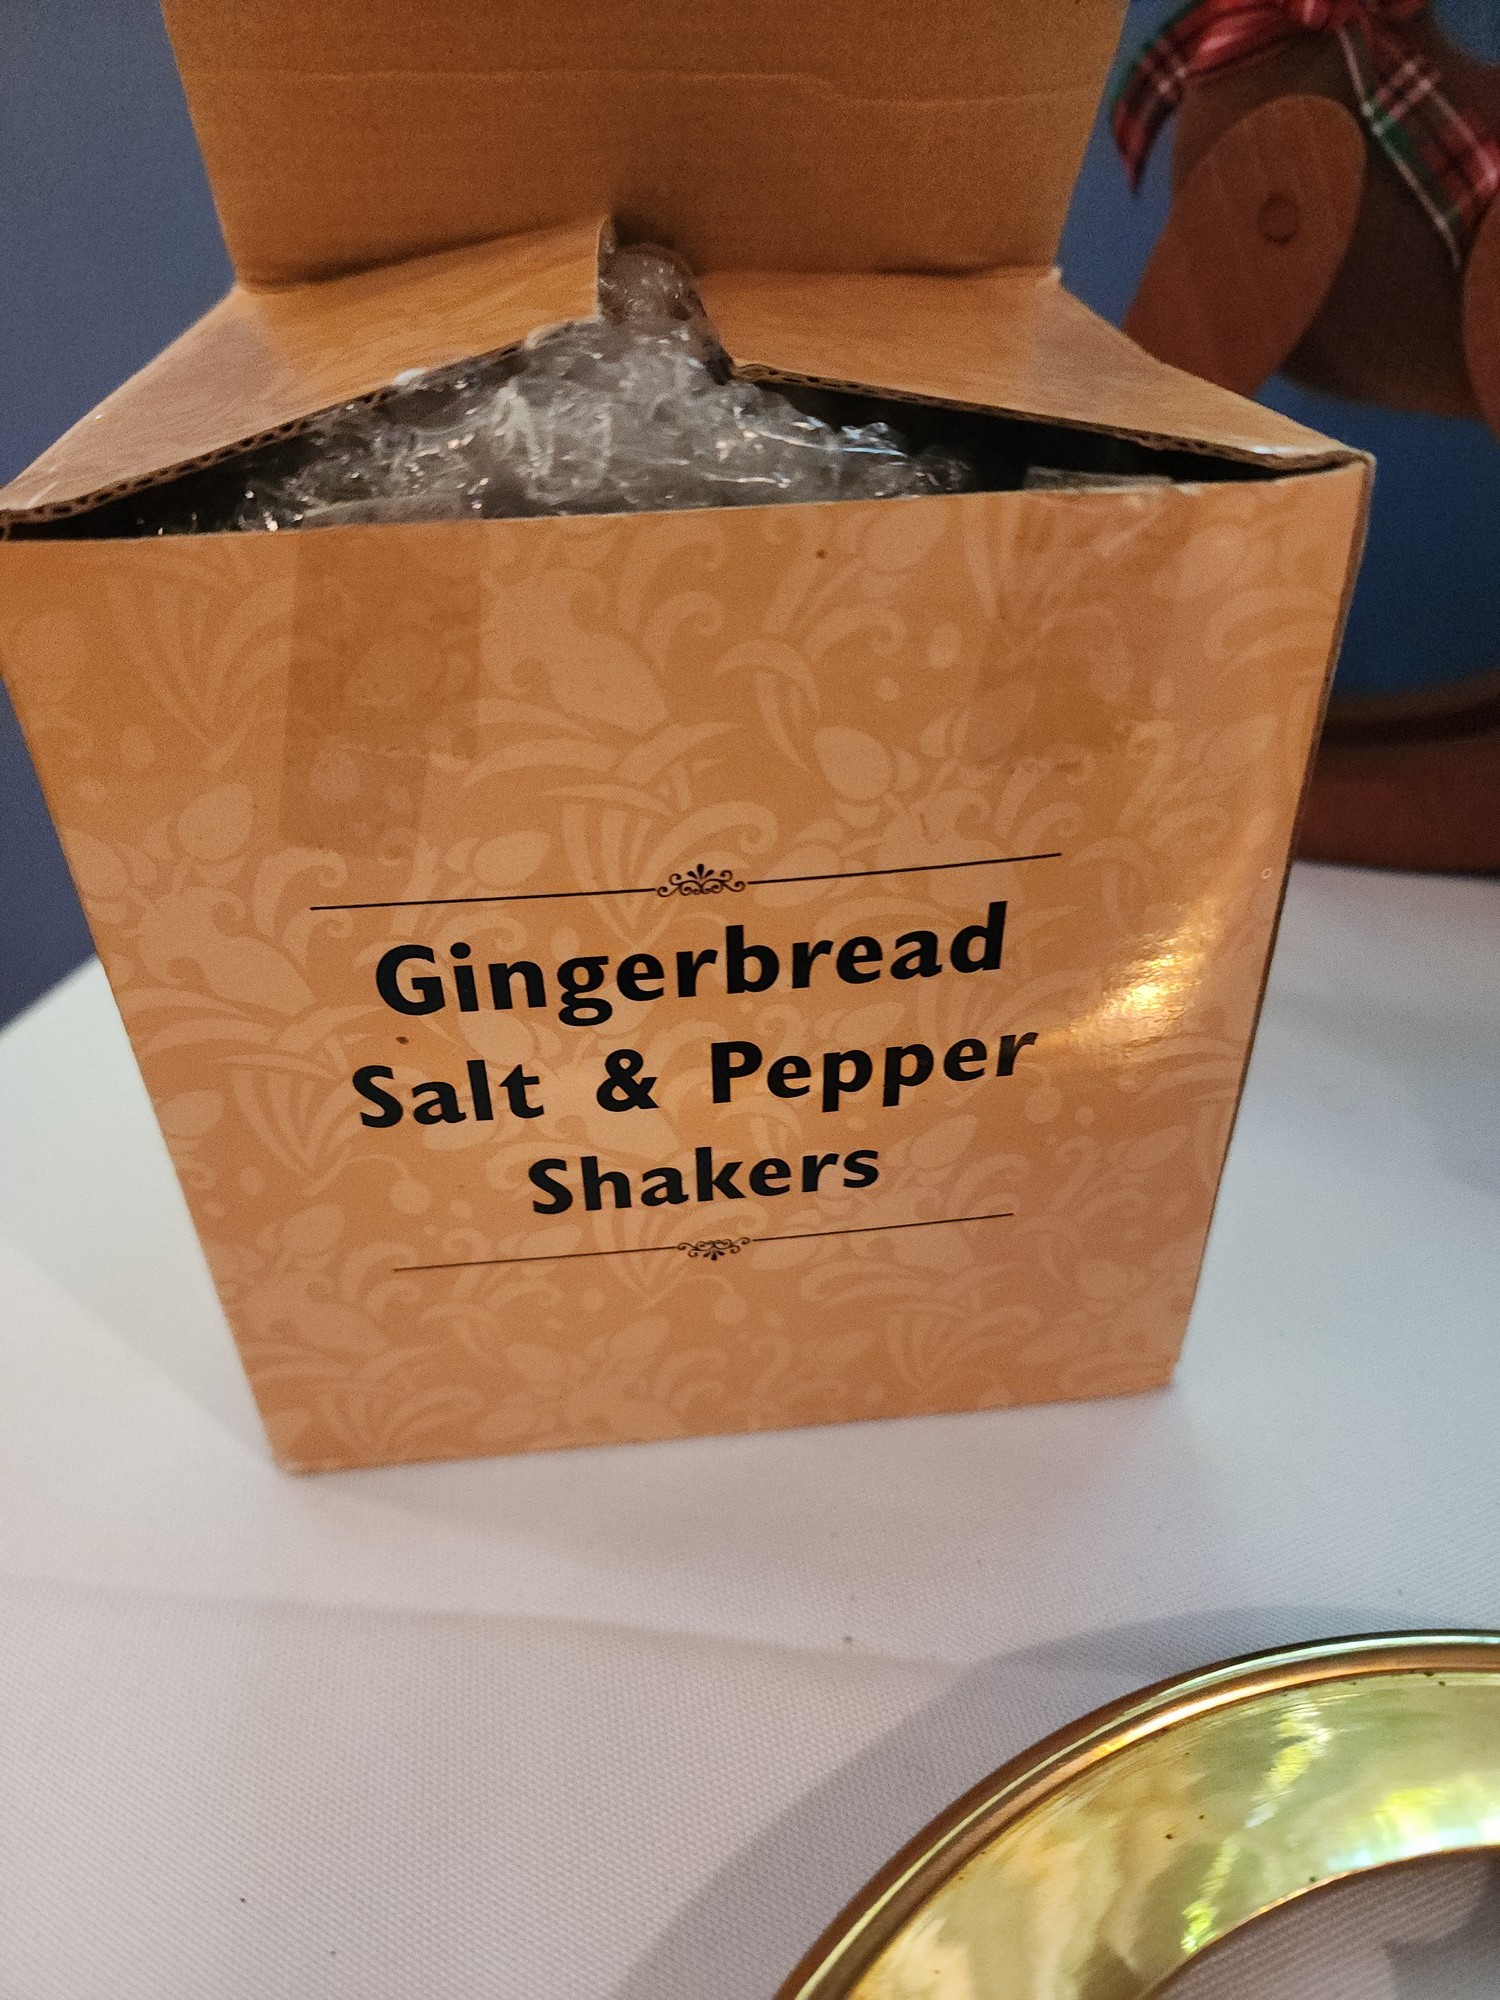 Gingerbread
Salt & Pepper
Shakers